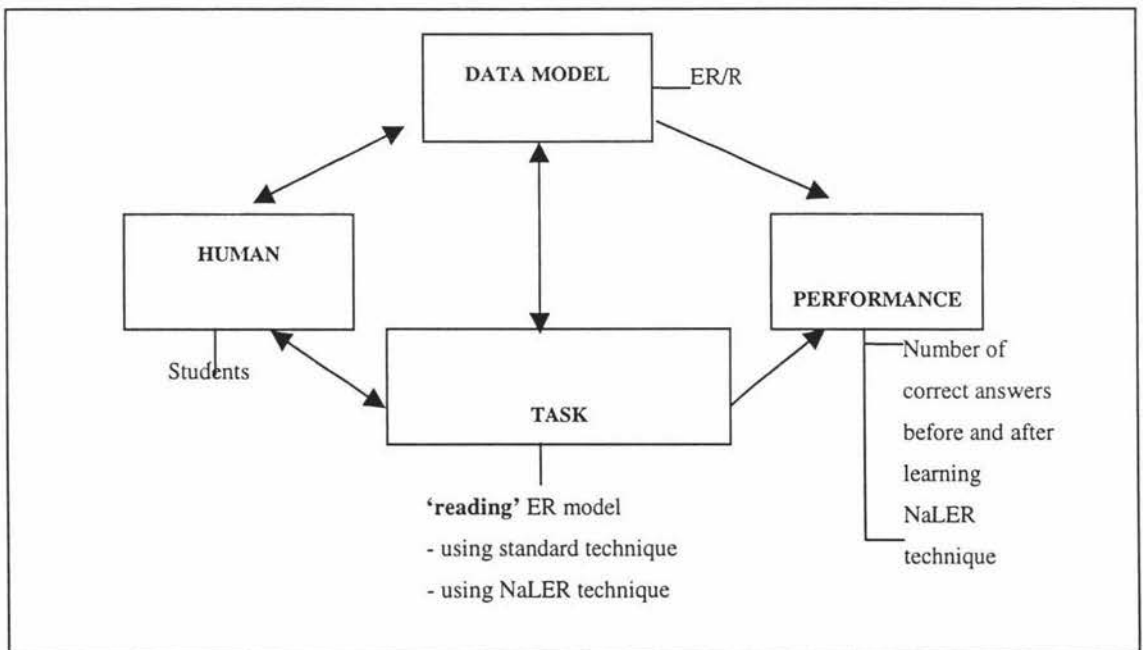 DATA MODEL
ER/R
HUMAN
Students
PERFORMANCE
Number of
correct answers
before and after
learning
NaLER
technique
TASK
‘reading’ ER model
- using standard technique
- using NaLER technique